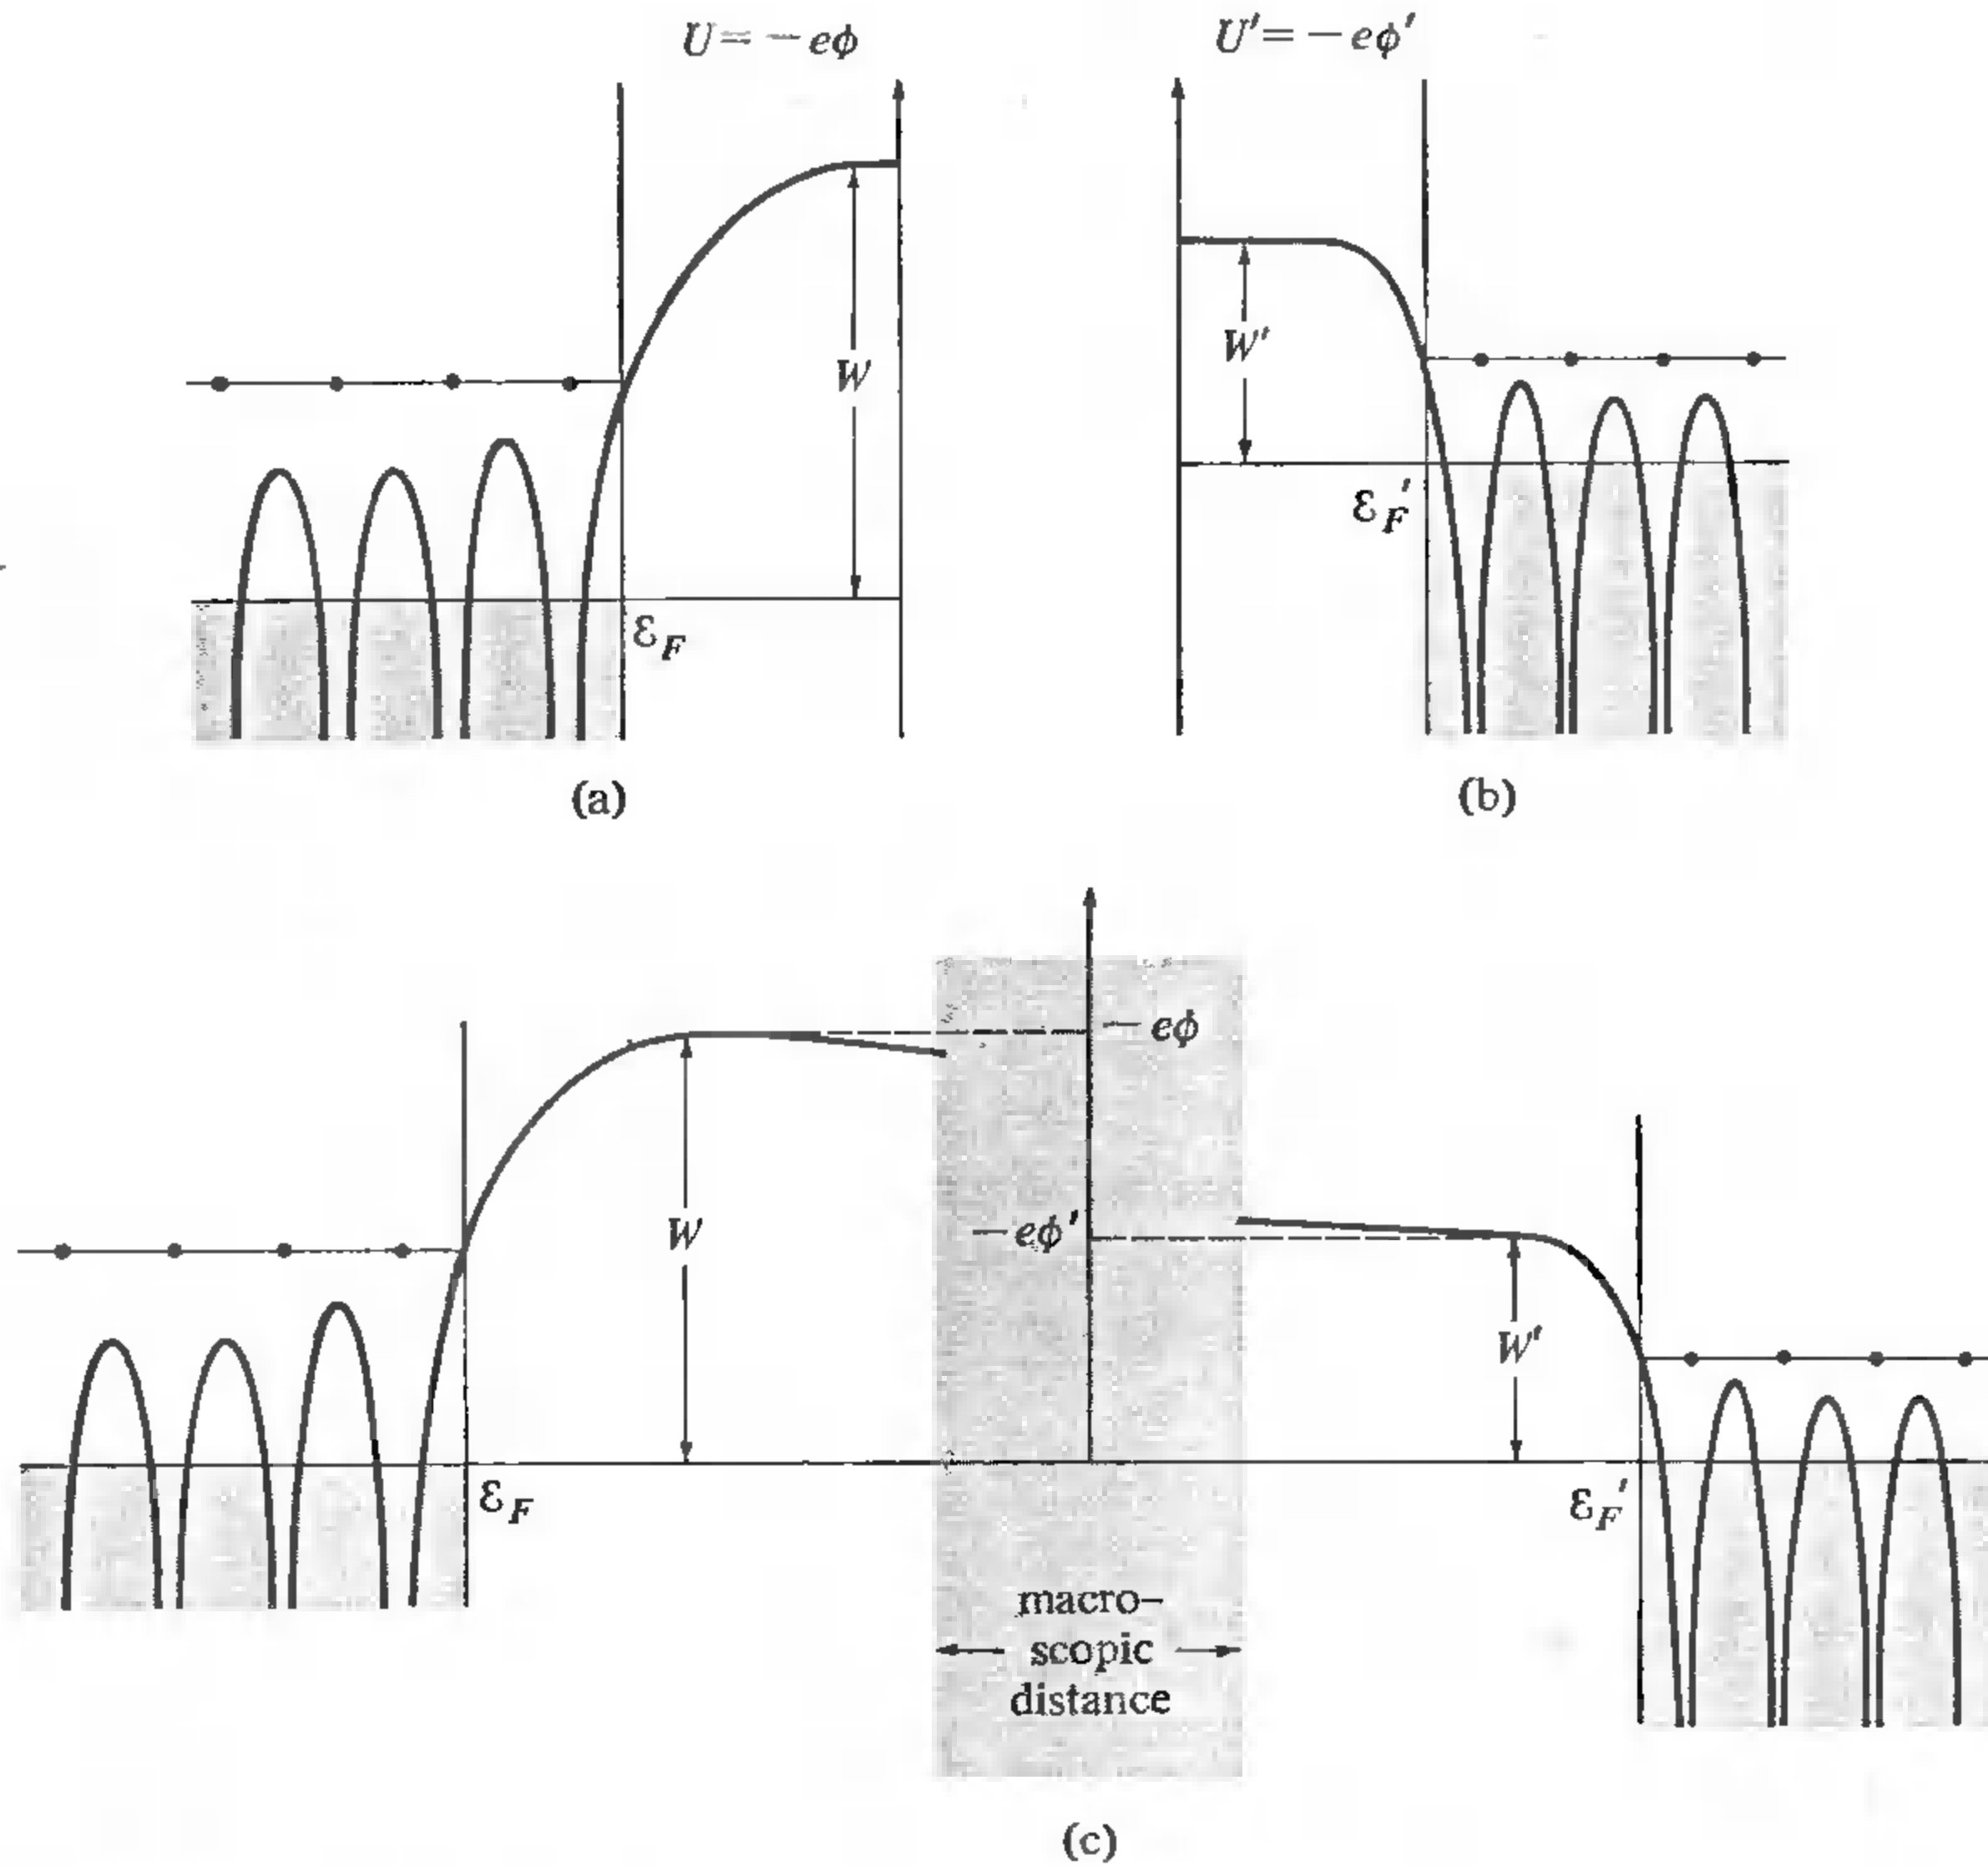 U = −eϕ
U′ = −eϕ′
W
W′
ℰF
ℰF′
(a)
(b)
−eϕ
−eϕ′
W
W′
ℰF
ℰF′
macro–
scopic
distance
(c)